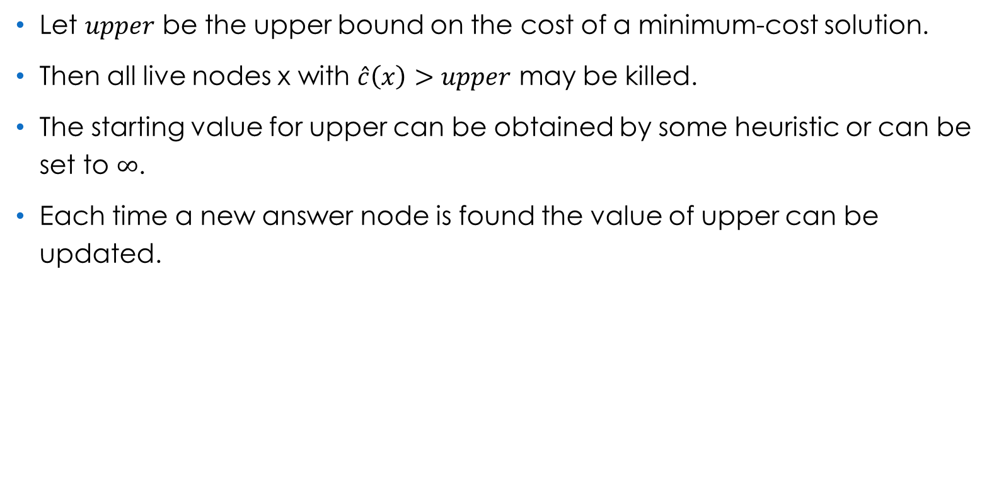 • Let upper be the upper bound on the cost of a minimum-cost solution.
• Then all live nodes x with ĉ(x) > upper may be killed.
• The starting value for upper can be obtained by some heuristic or can be
set to ∞.
• Each time a new answer node is found the value of upper can be
updated.